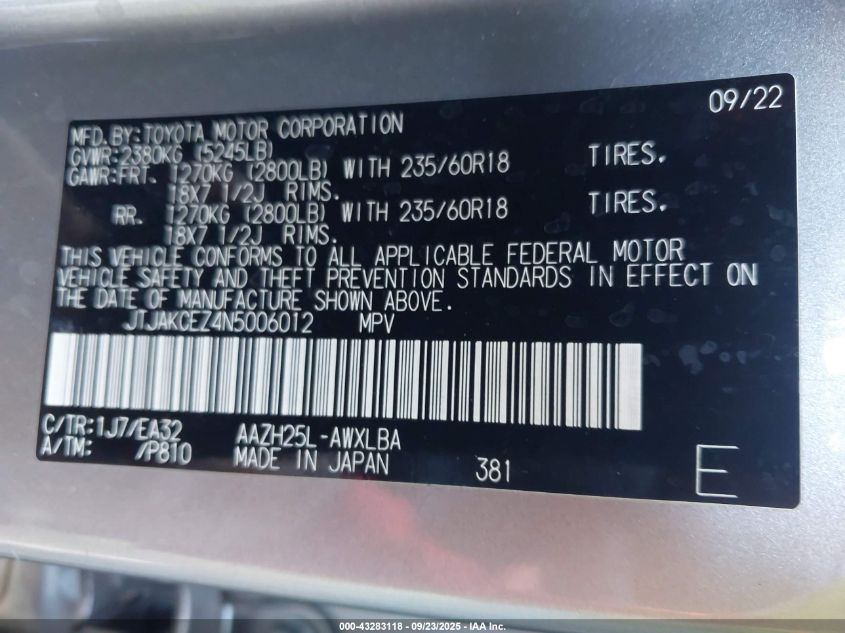 09/22
MFD.BY:TOYOTA MOTOR CORPORATION
GVWR:2380KG (5245LB)
GAWR:FRT. 1270KG (2800LB) WITH 235/60R18 TIRES.
18X7 1/2J RIMS.
RR. 1270KG (2800LB) WITH 235/60R18 TIRES.
18X7 1/2J RIMS.
THIS VEHICLE CONFORMS TO ALL APPLICABLE FEDERAL MOTOR
VEHICLE SAFETY AND THEFT PREVENTION STANDARDS IN EFFECT ON
THE DATE OF MANUFACTURE SHOWN ABOVE.
JTJAKCEZ4N5006012 MPV
C/TR:1J7/EA32 AAZH25L-AWXLBA
A/TM: /P810 MADE IN JAPAN 381 E
000-43283118 - 09/23/2025 - IAA Inc.